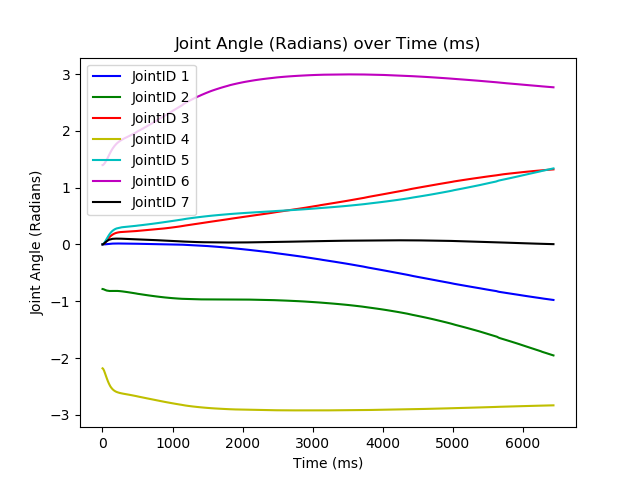 Joint Angle (Radians) over Time (ms)
JointID 1
JointID 2
JointID 3
JointID 4
JointID 5
JointID 6
JointID 7
3
2
1
0
−1
−2
−3
Joint Angle (Radians)
0 1000 2000 3000 4000 5000 6000
Time (ms)